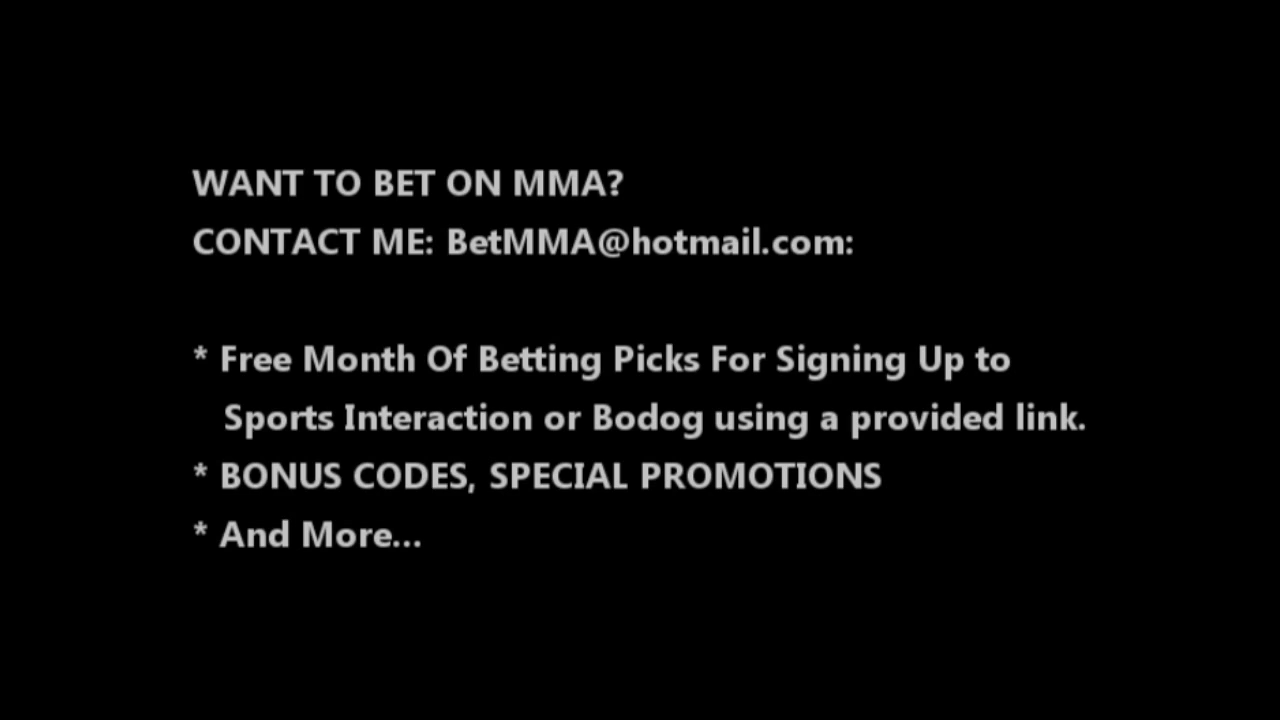 WANT TO BET ON MMA?
CONTACT ME: BetMMA@hotmail.com:
* Free Month Of Betting Picks For Signing Up to
Sports Interaction or Bodog using a provided link.
* BONUS CODES, SPECIAL PROMOTIONS
* And More...